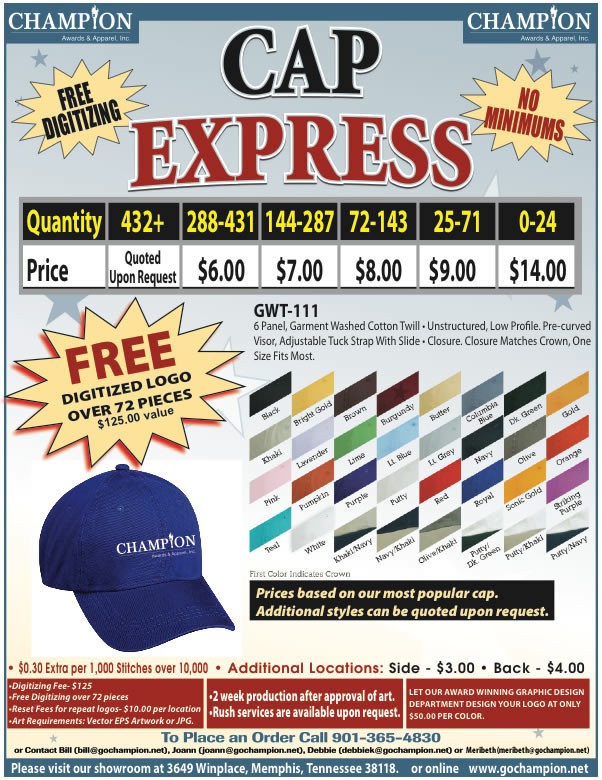 CHAMPION
Awards & Apparel, Inc.
CHAMPION
Awards & Apparel, Inc.
CAP
EXPRESS
FREE
DIGITIZING
NO
MINIMUMS
Quantity 432+ 288-431 144-287 72-143 25-71 0-24
Price Quoted Upon Request $6.00 $7.00 $8.00 $9.00 $14.00
GWT-111
6 Panel, Garment Washed Cotton Twill • Unstructured, Low Profile. Pre-curved
Visor, Adjustable Tuck Strap With Slide • Closure. Closure Matches Crown, One
Size Fits Most.
FREE
DIGITIZED LOGO
OVER 72 PIECES
$125.00 value
Black Bright Gold Brown Burgundy Butter Columbia Blue Dk. Green Gold
Khaki Lavender Lime Lt. Blue Lt. Grey Navy Olive Orange
Pink Pumpkin Purple Putty Red Royal Sonic Gold Striking Purple
Teal White Khaki/Navy Navy/Khaki Olive/Khaki Putty/Dk. Green Putty/Khaki Putty/Navy
First Color Indicates Crown
CHAMPION
Awards & Apparel, Inc.
Prices based on our most popular cap.
Additional styles can be quoted upon request.
• $0.30 Extra per 1,000 Stitches over 10,000 • Additional Locations: Side - $3.00 • Back - $4.00
•Digitizing Fee- $125
•Free Digitizing over 72 pieces
•Reset Fees for repeat logos- $10.00 per location
•Art Requirements: Vector EPS Artwork or JPG.
•2 week production after approval of art.
•Rush services are available upon request.
LET OUR AWARD WINNING GRAPHIC DESIGN
DEPARTMENT DESIGN YOUR LOGO AT ONLY
$50.00 PER COLOR.
To Place an Order Call 901-365-4830
or Contact Bill (bill@gochampion.net), Joann (joann@gochampion.net), Debbie (debbiek@gochampion.net) or Meribeth (meribeth@gochampion.net)
Please visit our showroom at 3649 Winplace, Memphis, Tennessee 38118. or online www.gochampion.net